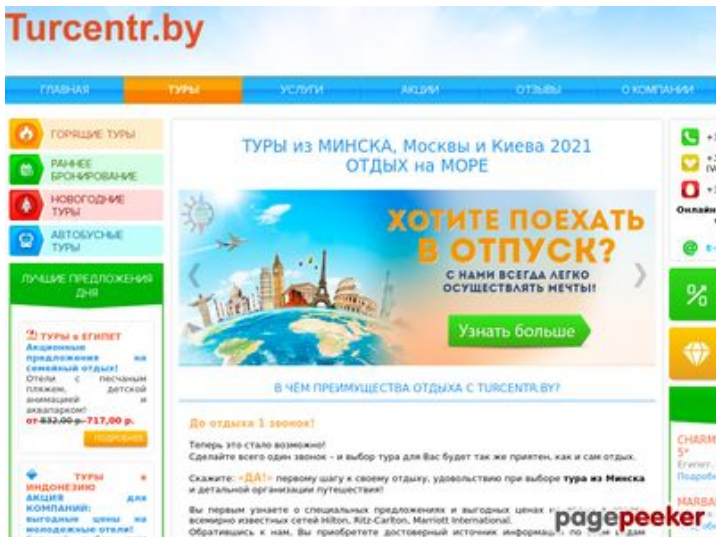 Turcentr.by
ГЛАВНАЯ
ТУРЫ
УСЛУГИ
АКЦИИ
ОТЗЫВЫ
О КОМПАНИИ
ГОРЯЩИЕ ТУРЫ
РАННЕЕ
БРОНИРОВАНИЕ
НОВОГОДНИЕ
ТУРЫ
АВТОБУСНЫЕ
ТУРЫ
ЛУЧШИЕ ПРЕДЛОЖЕНИЯ
ДНЯ
ТУРЫ в ЕГИПЕТ
Акционные
предложения на
семейный отдых!
Отели с песчаным
пляжем, детской
анимацией и
аквапарком!
от 832,00 р. 717,00 р.
ПОДРОБНЕЕ
ТУРЫ в
ИНДОНЕЗИЮ
АКЦИЯ для
КОМПАНИЙ:
выгодные цены на
молодежные отели!
ТУРЫ из МИНСКА, Москвы и Киева 2021
ОТДЫХ на МОРЕ
ХОТИТЕ ПОЕХАТЬ
В ОТПУСК?
С НАМИ ВСЕГДА ЛЕГКО
ОСУЩЕСТВЛЯТЬ МЕЧТЫ!
Узнать больше
В ЧЁМ ПРЕИМУЩЕСТВА ОТДЫХА С TURCENTR.BY?
До отдыха 1 звонок!
Теперь это стало возможно!
Сделайте всего один звонок - и выбор тура для Вас будет так же приятен, как и сам отдых.
Скажите: «ДА!» первому шагу к своему отдыху, удовольствию при выборе тура из Минска
и детальной организации путешествия!
Вы первым узнаете о специальных предложениях и выгодных ценах
всемирно известных сетей Hilton, Ritz-Carlton, Marriott International.
Обратившись к нам, Вы приобретете достоверный источник информации по
Онлайн
%
CHARM
5*
Египет
Подроб
MARBA
pagepeeker